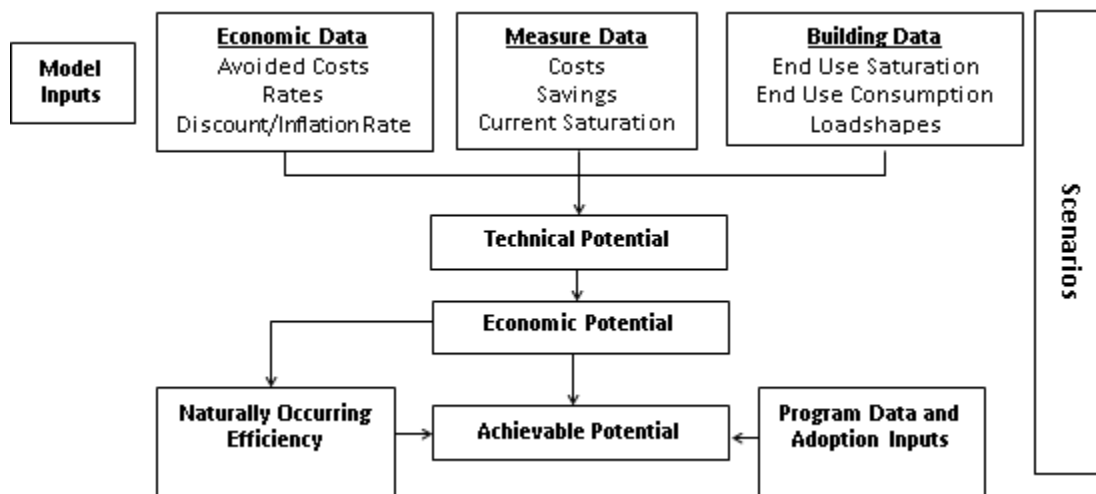 Model
Inputs
Economic Data
Avoided Costs
Rates
Discount/Inflation Rate
Measure Data
Costs
Savings
Current Saturation
Building Data
End Use Saturation
End Use Consumption
Loadshapes
Scenarios
Technical Potential
Economic Potential
Naturally Occurring
Efficiency
Achievable Potential
Program Data and
Adoption Inputs